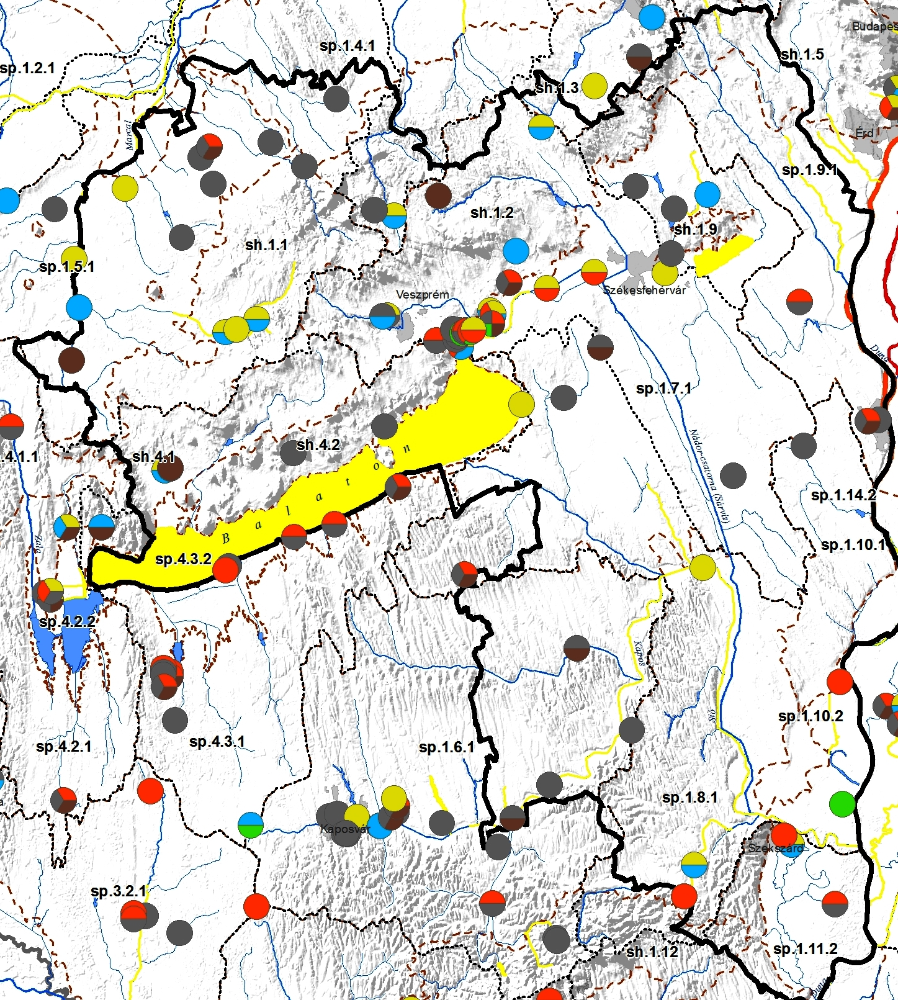 Budapes
sp.1.4.1
sh.1.5
sp.1.2.1
sh.1.3
Marcal
Érd
sp.1.9.1
sh.1.2
sh.1.9
sh.1.1
sp.1.5.1
Veszprém
Székesfehérvár
Duna
sp.1.7.1
Nádor-csatorna (Sárvíz)
sh.4.2
.4.1.1
sh.4.1
Balaton
sp.1.14.2
Zala
sp.1.10.1
sp.4.3.2
sp.4.2.2
Kapos
Sió
sp.1.10.2
sp.4.2.1
sp.4.3.1
sp.1.6.1
sp.1.8.1
a
Kaposvár
Szekszárd
sp.3.2.1
sp.1.11.2
sh.1.12
Duna